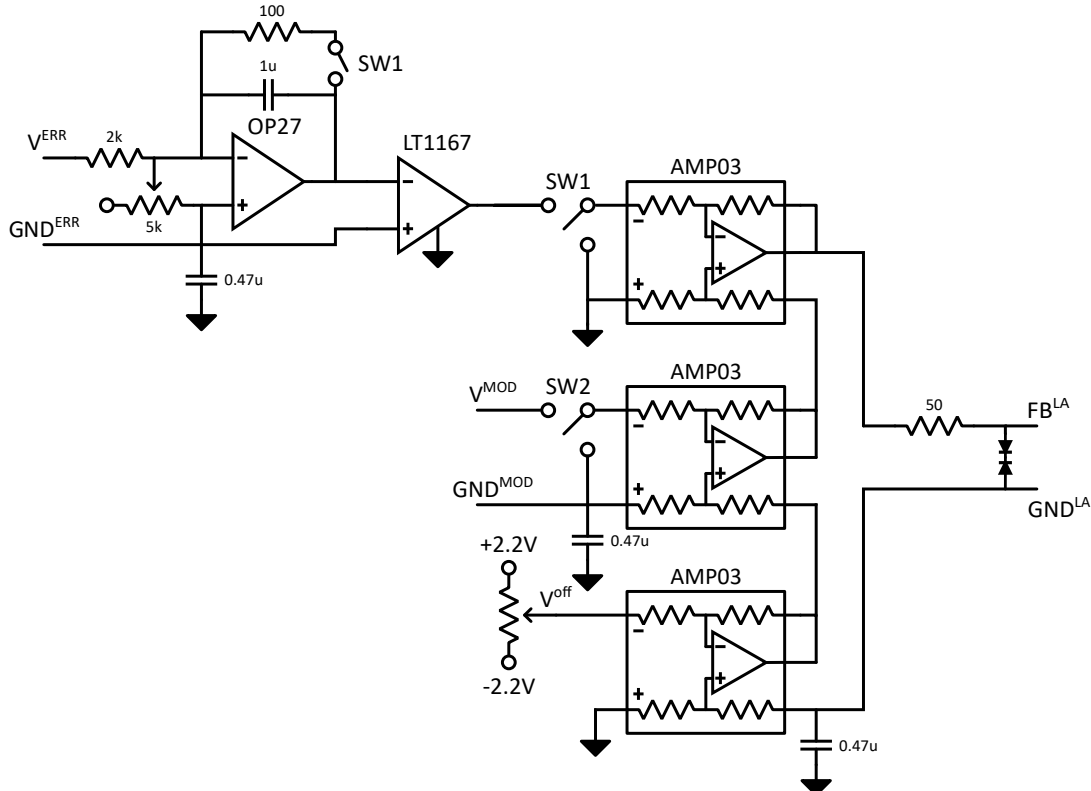 100
SW1
1u
OP27
V^ERR
2k
LT1167
5k
GND^ERR
0.47u
SW1
AMP03
V^MOD
SW2
AMP03
GND^MOD
0.47u
50
FB^LA
GND^LA
+2.2V
V^off
-2.2V
AMP03
0.47u